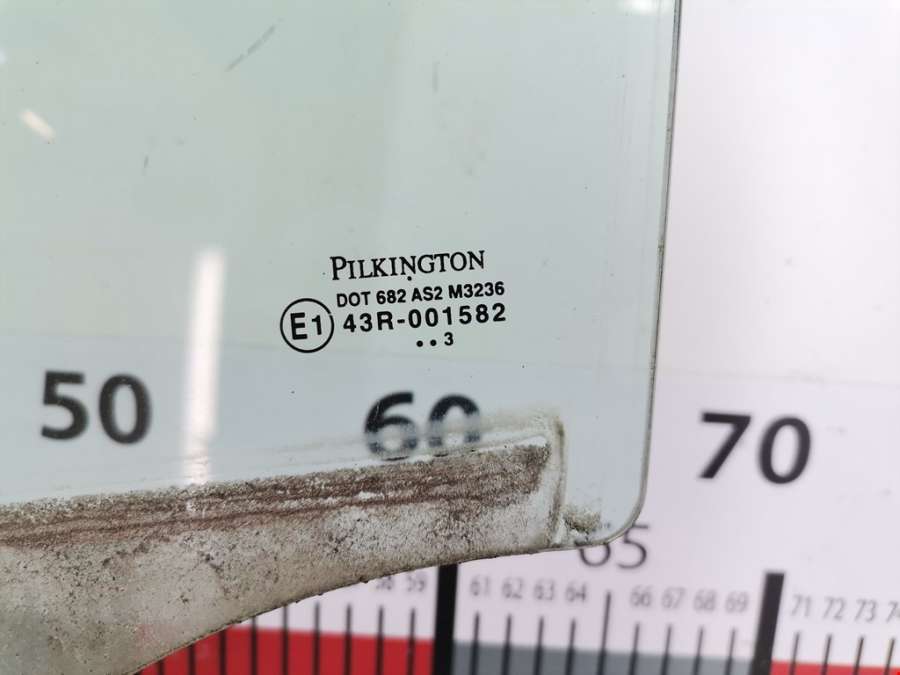 PILKINGTON
DOT 682 AS2 M3236
E1 43R-001582
..3
50 60 70
65
59 61 62 63 64 66 67 68 69 71 72 73